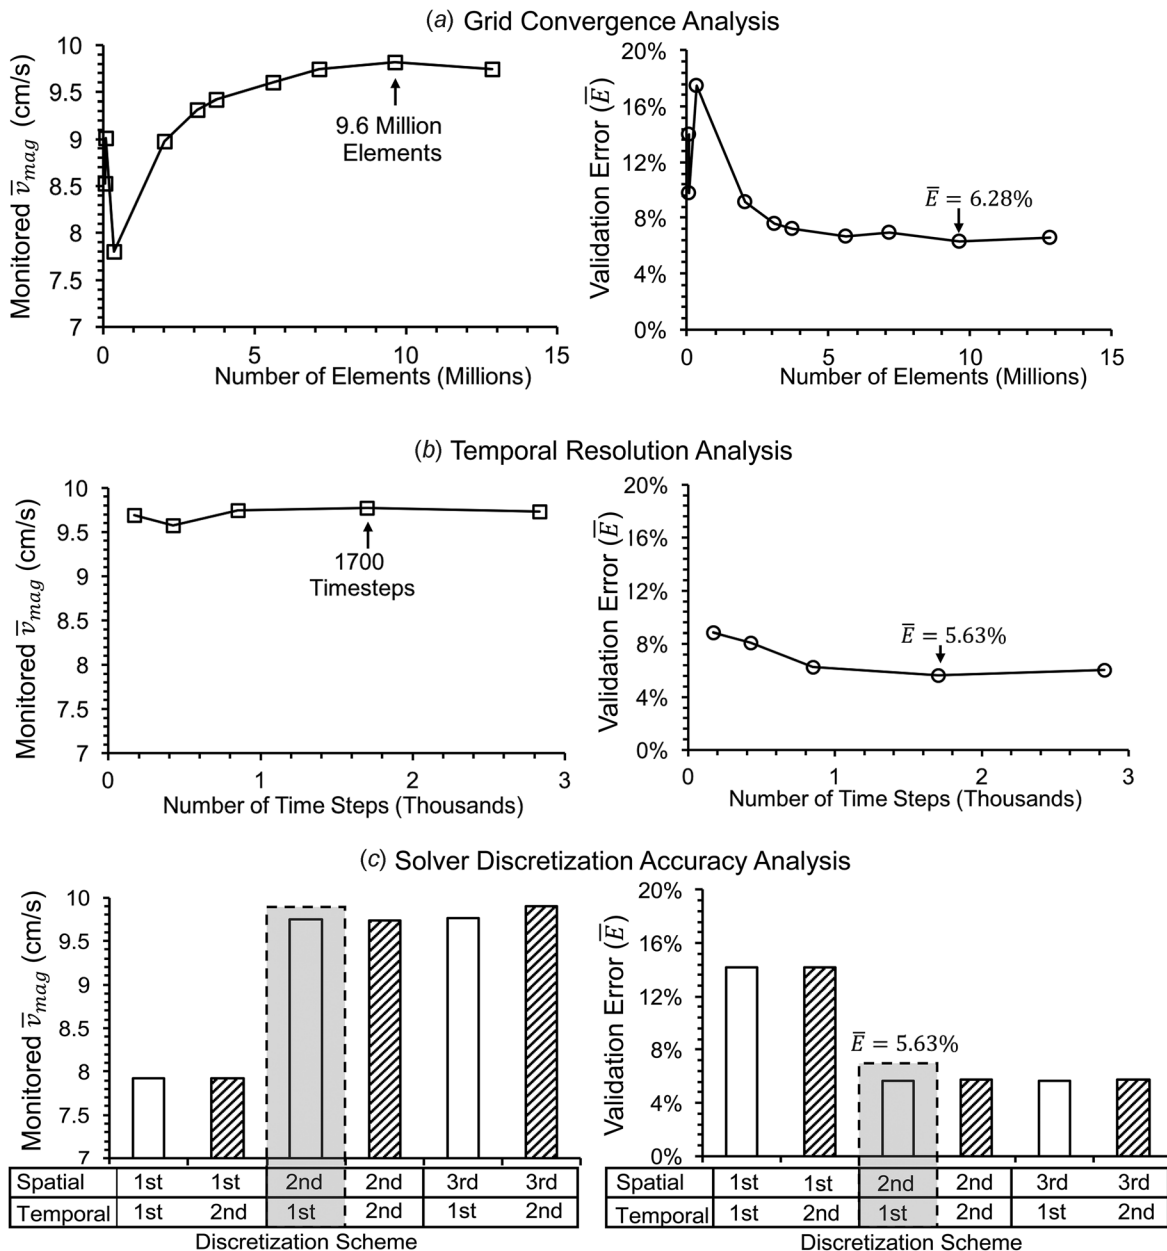 (a) Grid Convergence Analysis
Monitored v̅mag (cm/s)
10
9.5
9
8.5
8
7.5
7
0
5
10
15
9.6 Million
Elements
Number of Elements (Millions)
Validation Error (E̅)
20%
16%
12%
8%
4%
0%
0
5
10
15
E̅ = 6.28%
Number of Elements (Millions)
(b) Temporal Resolution Analysis
Monitored v̅mag (cm/s)
10
9.5
9
8.5
8
7.5
7
0
1
2
3
1700
Timesteps
Number of Time Steps (Thousands)
Validation Error (E̅)
20%
16%
12%
8%
4%
0%
0
1
2
3
E̅ = 5.63%
Number of Time Steps (Thousands)
(c) Solver Discretization Accuracy Analysis
Monitored v̅mag (cm/s)
10
9.5
9
8.5
8
7.5
7
Spatial 1st 1st 2nd 2nd 3rd 3rd
Temporal 1st 2nd 1st 2nd 1st 2nd
Discretization Scheme
Validation Error (E̅)
20%
16%
12%
8%
4%
0%
E̅ = 5.63%
Spatial 1st 1st 2nd 2nd 3rd 3rd
Temporal 1st 2nd 1st 2nd 1st 2nd
Discretization Scheme